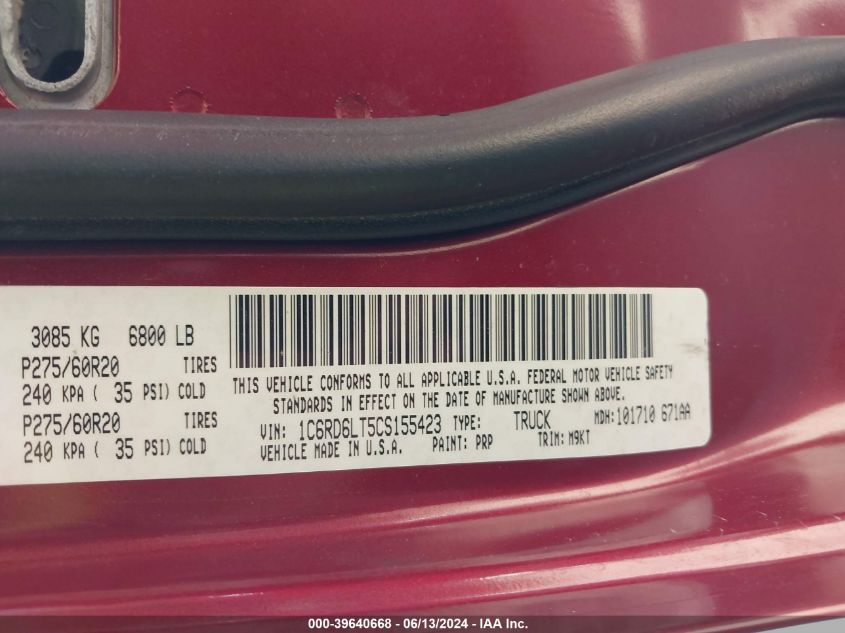 3085 KG 6800 LB
P275/60R20 TIRES
240 KPA ( 35 PSI) COLD
P275/60R20 TIRES
240 KPA ( 35 PSI) COLD
THIS VEHICLE CONFORMS TO ALL APPLICABLE U.S.A. FEDERAL MOTOR VEHICLE SAFETY
STANDARDS IN EFFECT ON THE DATE OF MANUFACTURE SHOWN ABOVE.
VIN: 1C6RD6LT5CS155423 TYPE: TRUCK MDH:101710 671AA
VEHICLE MADE IN U.S.A. PAINT: PRP TRIM: M9KT
000-39640668 - 06/13/2024 - IAA Inc.